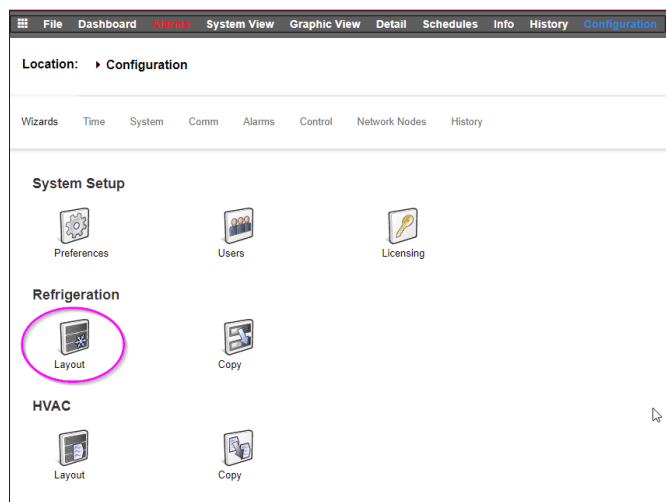 File Dashboard Alarms System View Graphic View Detail Schedules Info History Configuration
Location: Configuration
Wizards Time System Comm Alarms Control Network Nodes History
System Setup
Preferences Users Licensing
Refrigeration
Layout Copy
HVAC
Layout Copy